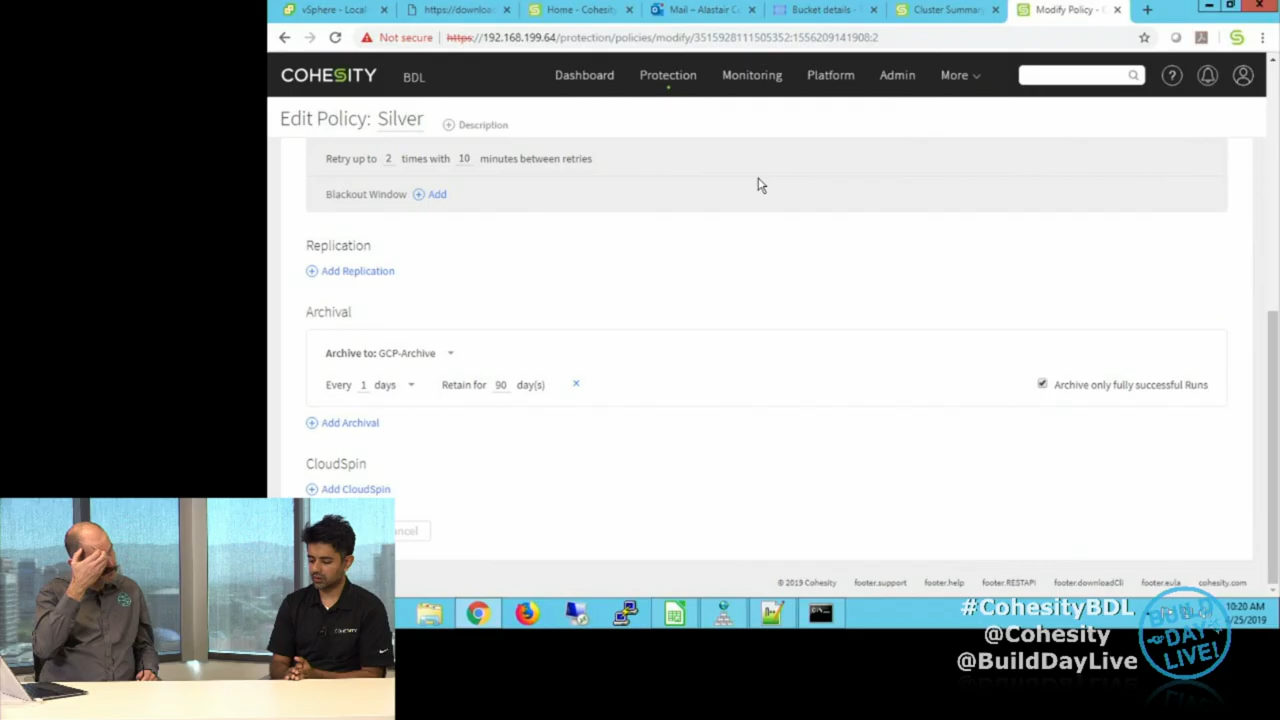 vSphere - Local
https://downloa
Home - Cohesity
Mail – Alastair C
Bucket details -
Cluster Summar
Modify Policy -
Not secure https://192.168.199.64/protection/policies/modify/3515928111505352:1556209141908:2
COHESITY BDL Dashboard Protection Monitoring Platform Admin More
Edit Policy: Silver Description
Retry up to 2 times with 10 minutes between retries
Blackout Window Add
Replication
Add Replication
Archival
Archive to: GCP-Archive
Every 1 days Retain for 90 day(s) Archive only fully successful Runs
Add Archival
CloudSpin
Add CloudSpin
ancel
© 2019 Cohesity footer.support footer.help footer.RESTAPI footer.downloadCli footer.eula cohesity.com
10:20 AM
/25/2019
#CohesityBDL
@Cohesity
@BuildDayLive
BUILD
DAY
LIVE!
COHESITY